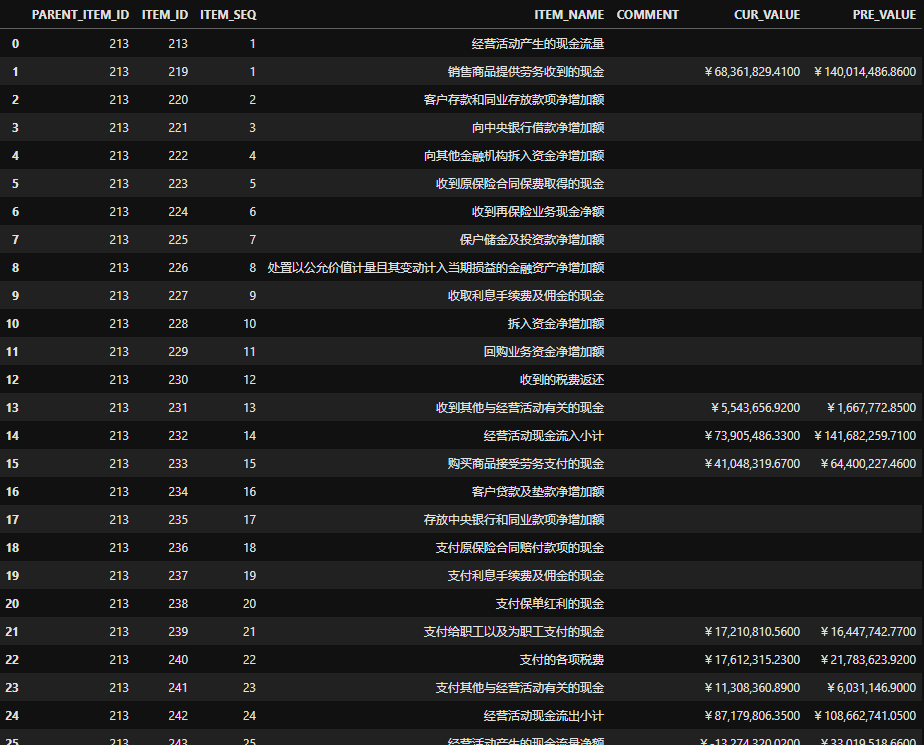 PARENT_ITEM_ID ITEM_ID ITEM_SEQ ITEM_NAME COMMENT CUR_VALUE PRE_VALUE
0 213 213 1 经营活动产生的现金流量
1 213 219 1 销售商品提供劳务收到的现金 ¥68,361,829.4100 ¥140,014,486.8600
2 213 220 2 客户存款和同业存放款项净增加额
3 213 221 3 向中央银行借款净增加额
4 213 222 4 向其他金融机构拆入资金净增加额
5 213 223 5 收到原保险合同保费取得的现金
6 213 224 6 收到再保险业务现金净额
7 213 225 7 保户储金及投资款净增加额
8 213 226 8 处置以公允价值计量且其变动计入当期损益的金融资产净增加额
9 213 227 9 收取利息手续费及佣金的现金
10 213 228 10 拆入资金净增加额
11 213 229 11 回购业务资金净增加额
12 213 230 12 收到的税费返还
13 213 231 13 收到其他与经营活动有关的现金 ¥5,543,656.9200 ¥1,667,772.8500
14 213 232 14 经营活动现金流入小计 ¥73,905,486.3300 ¥141,682,259.7100
15 213 233 15 购买商品接受劳务支付的现金 ¥41,048,319.6700 ¥64,400,227.4600
16 213 234 16 客户贷款及垫款净增加额
17 213 235 17 存放中央银行和同业款项净增加额
18 213 236 18 支付原保险合同赔付款项的现金
19 213 237 19 支付利息手续费及佣金的现金
20 213 238 20 支付保单红利的现金
21 213 239 21 支付给职工以及为职工支付的现金 ¥17,210,810.5600 ¥16,447,742.7700
22 213 240 22 支付的各项税费 ¥17,612,315.2300 ¥21,783,623.9200
23 213 241 23 支付其他与经营活动有关的现金 ¥11,308,360.8900 ¥6,031,146.9000
24 213 242 24 经营活动现金流出小计 ¥87,179,806.3500 ¥108,662,741.0500
25 213 243 25 经营活动产生的现金流量净额 ¥-13,274,320.0200 ¥33,019,518.6600